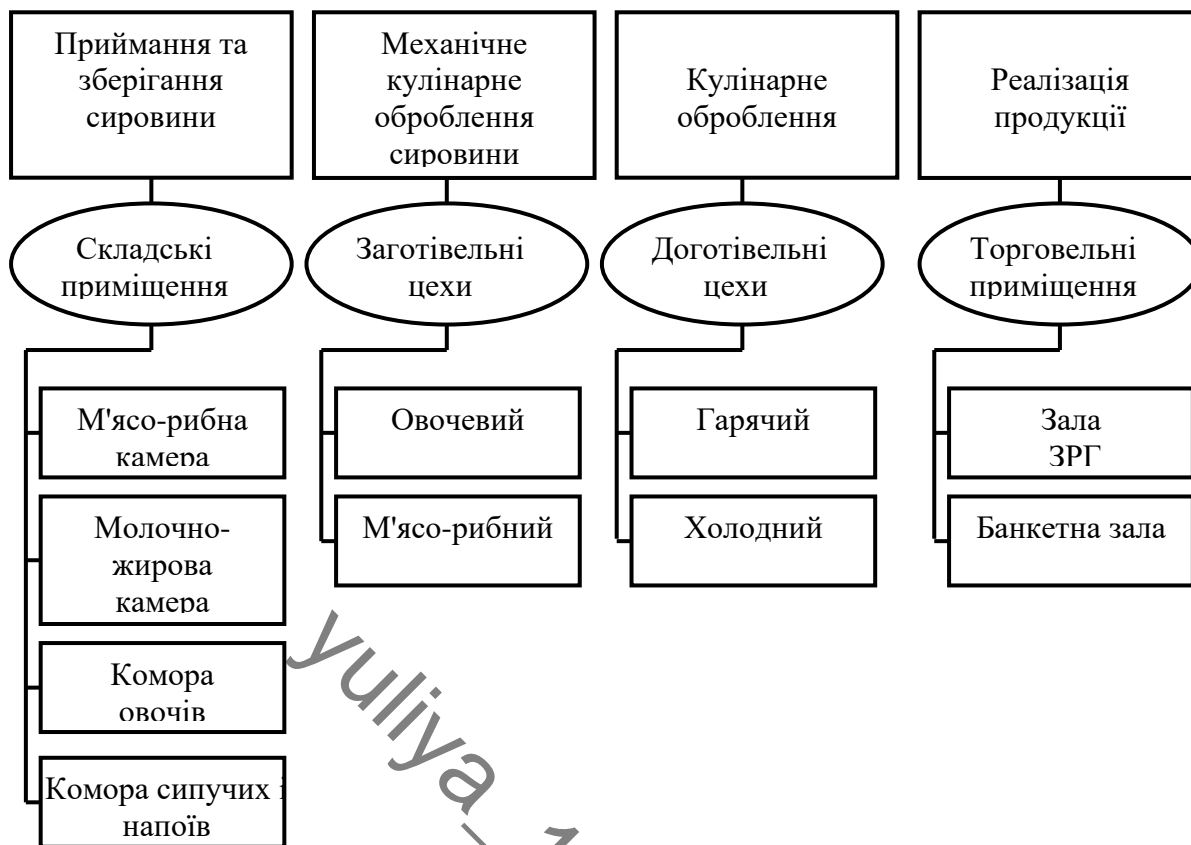 Приймання та
зберігання
сировини
Механічне
кулінарне
оброблення
сировини
Кулінарне
оброблення
Реалізація
продукції
Складські
приміщення
Заготівельні
цехи
Доготівельні
цехи
Торговельні
приміщення
М'ясо-рибна
камера
Молочно-
жирова
камера
Комора
овочів
Комора сипучих і
напоїв
Овочевий
М'ясо-рибний
Гарячий
Холодний
Зала
ЗРГ
Банкетна зала
yuliya_